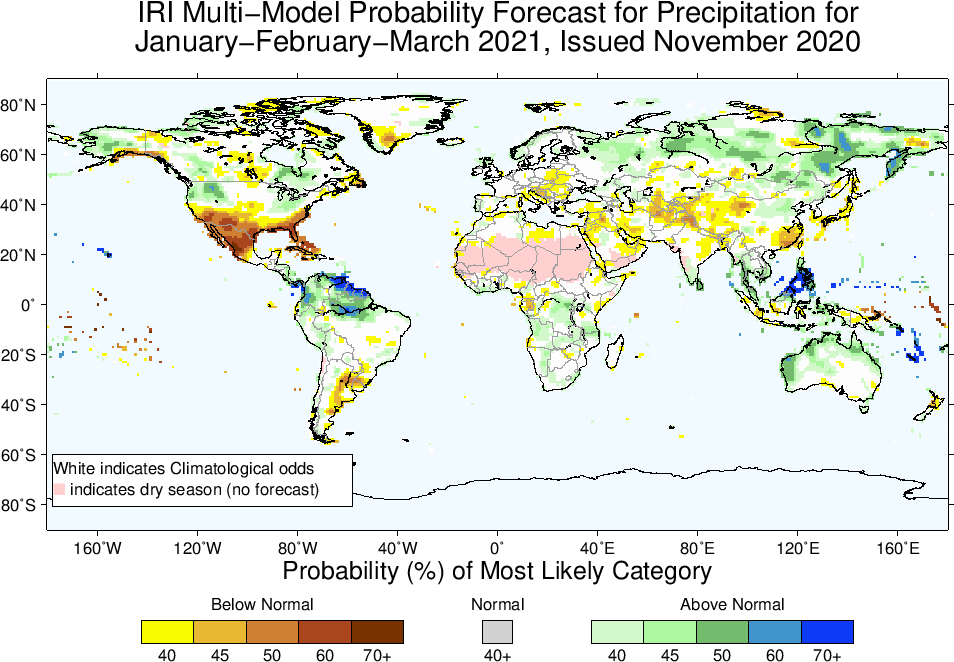 IRI Multi−Model Probability Forecast for Precipitation for
January−February−March 2021, Issued November 2020
80˚N
60˚N
40˚N
20˚N
0˚
20˚S
40˚S
60˚S
80˚S
White indicates Climatological odds
indicates dry season (no forecast)
160˚W 120˚W 80˚W 40˚W 0˚ 40˚E 80˚E 120˚E 160˚E
Probability (%) of Most Likely Category
Below Normal Normal Above Normal
40 45 50 60 70+ 40+ 40 45 50 60 70+